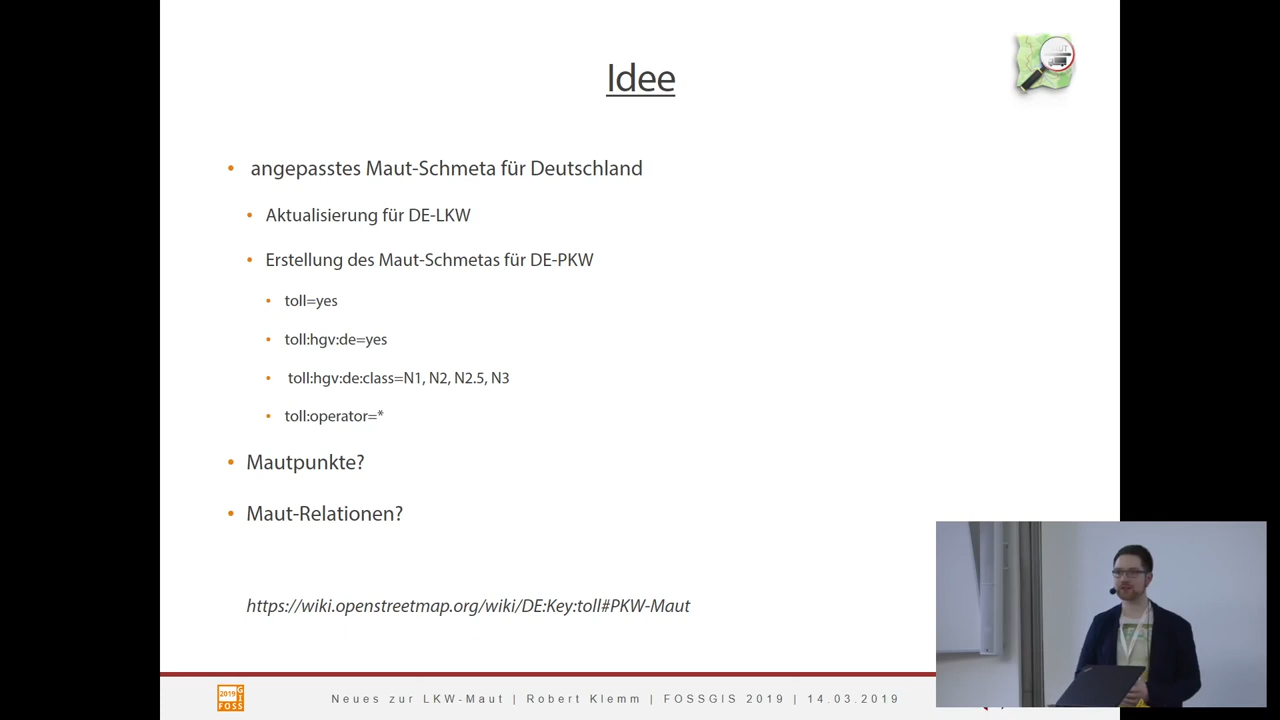 Idee
angepasstes Maut-Schmeta für Deutschland
Aktualisierung für DE-LKW
Erstellung des Maut-Schmetas für DE-PKW
toll=yes
toll:hgv:de=yes
toll:hgv:de:class=N1, N2, N2.5, N3
toll:operator=*
Mautpunkte?
Maut-Relationen?
https://wiki.openstreetmap.org/wiki/DE:Key:toll#PKW-Maut
2019
GI
FOSS
Neues zur LKW-Maut | Robert Klemm | FOSSGIS 2019 | 14.03.2019